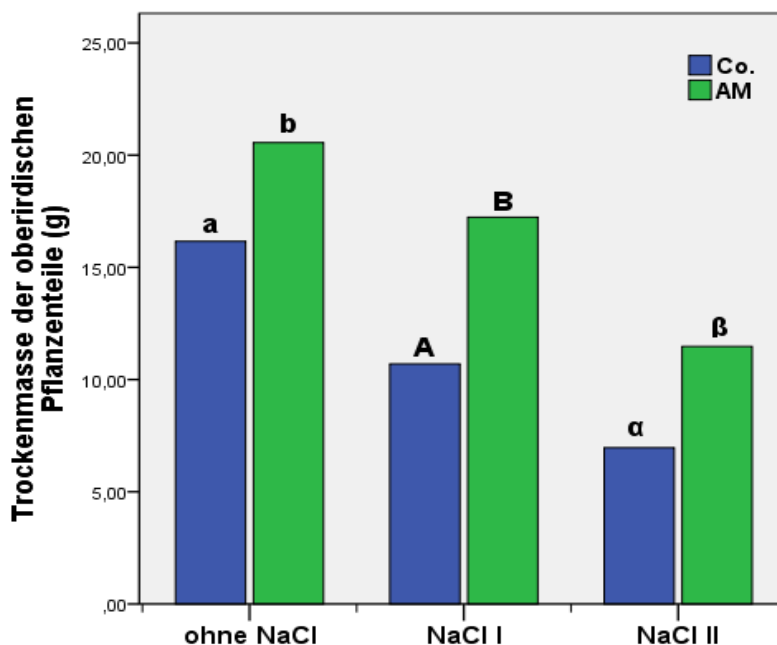 Trockenmasse der oberirdischen
Pflanzenteile (g)
25,00
20,00
15,00
10,00
5,00
,00
Co.
AM
a
b
A
B
α
ß
ohne NaCl
NaCl I
NaCl II